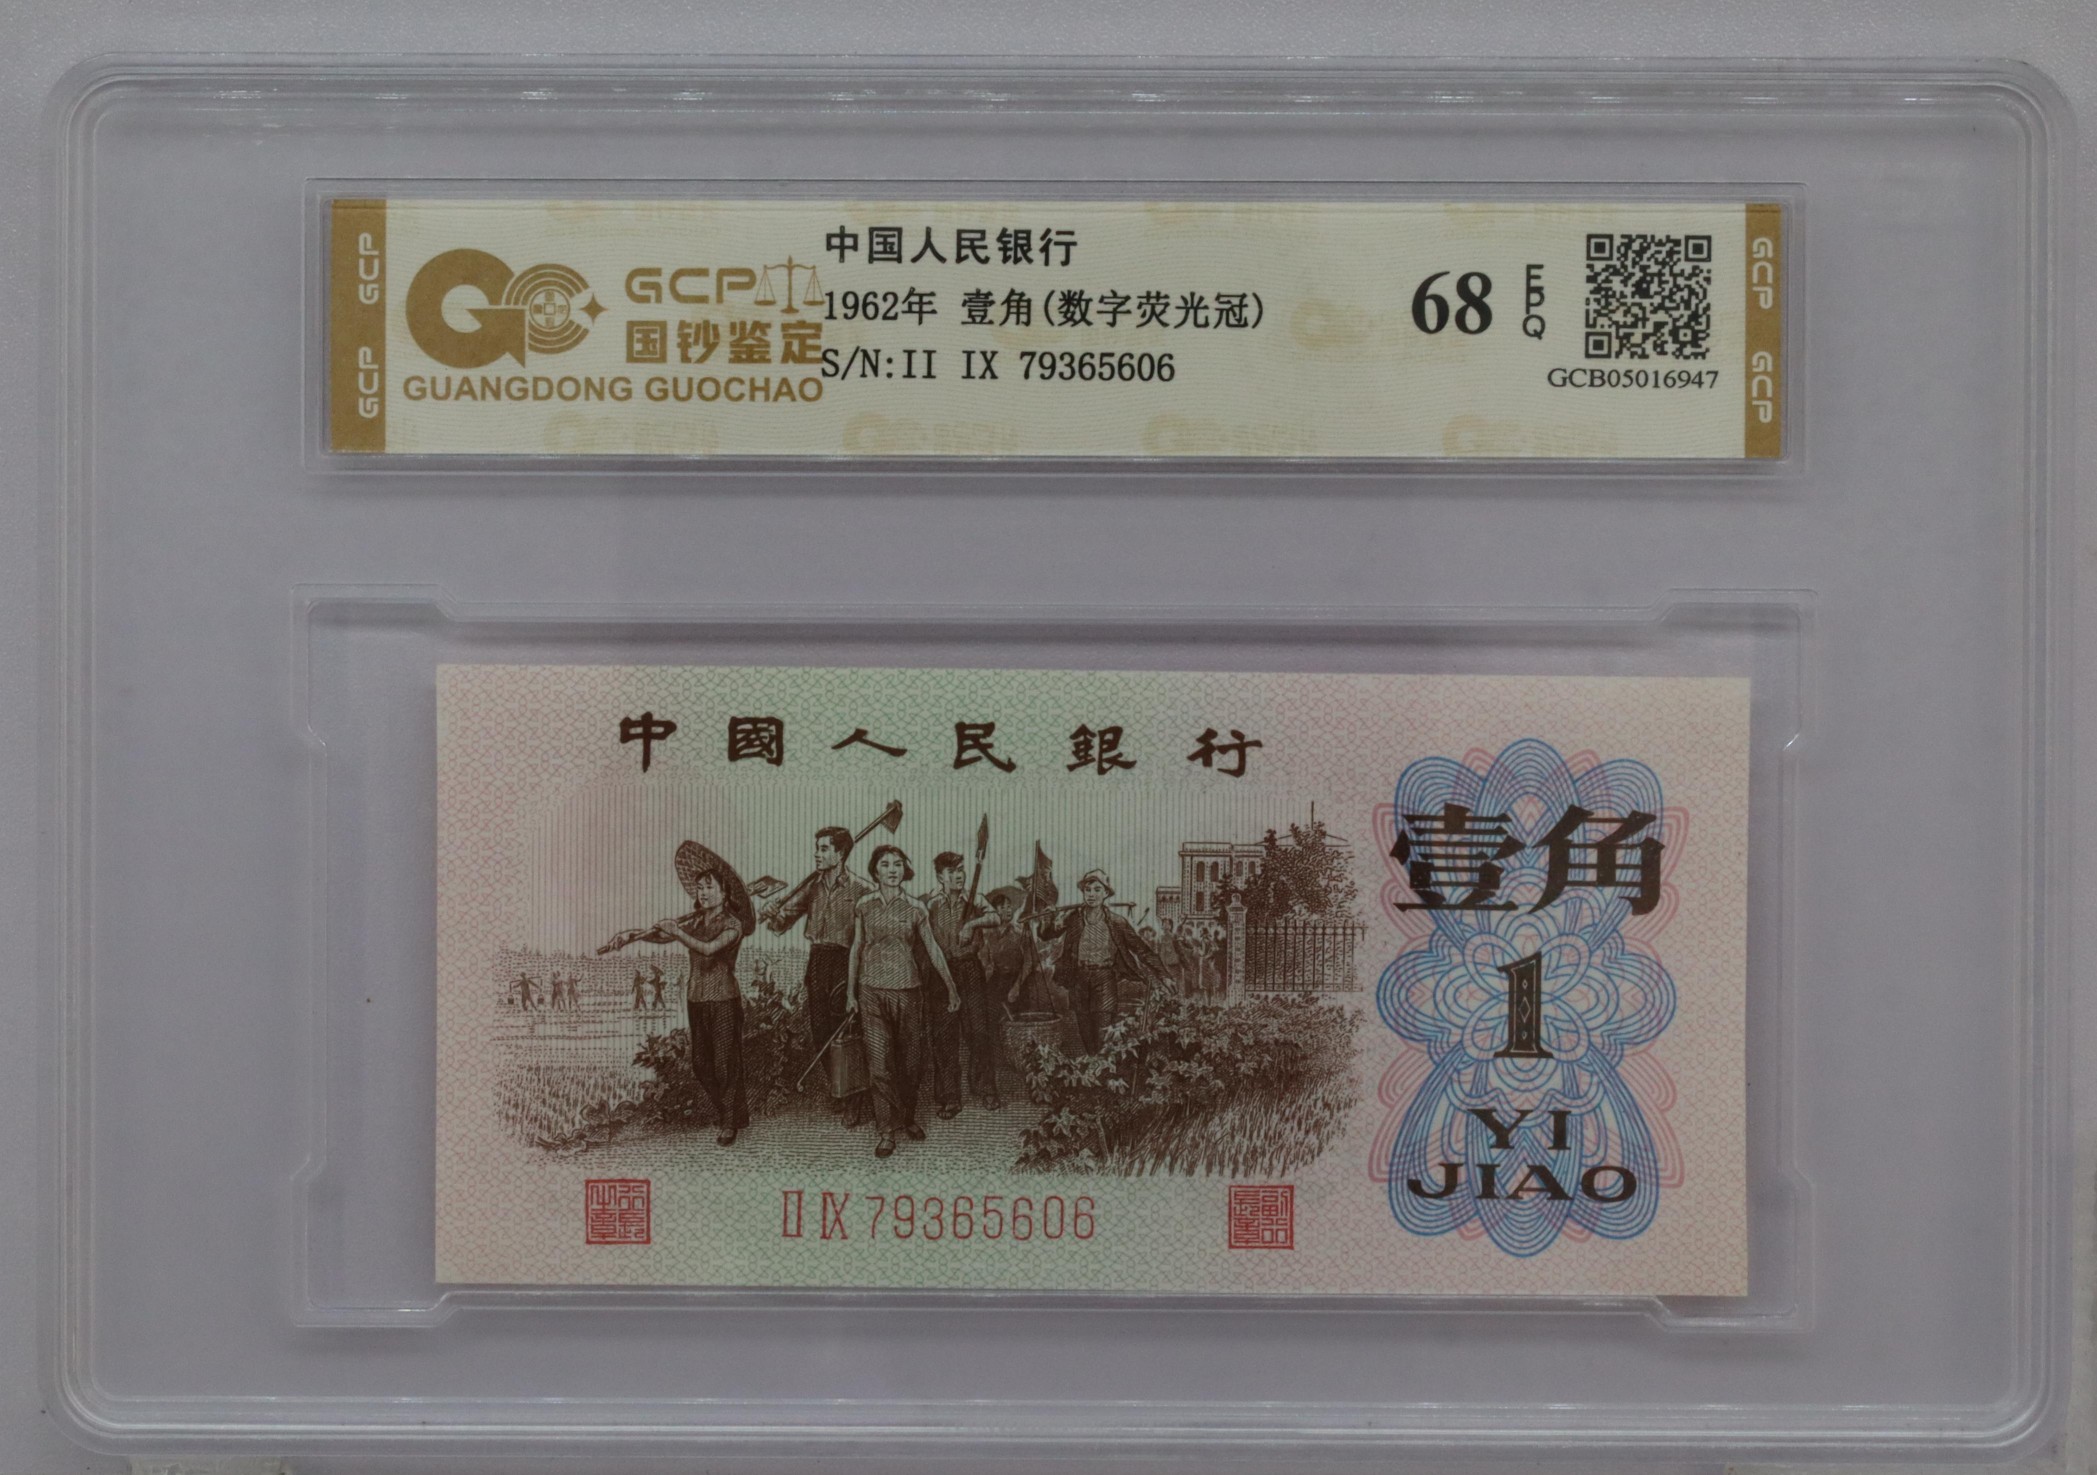 GCP
GCP
GCP
国钞鉴定
GUANGDONG GUOCHAO
中国人民银行
1962年 壹角(数字荧光冠)
S/N:II IX 79365606
68
EPQ
GCB05016947
GCP
GCP
中國人民銀行
壹角
1
YI
JIAO
II IX 79365606